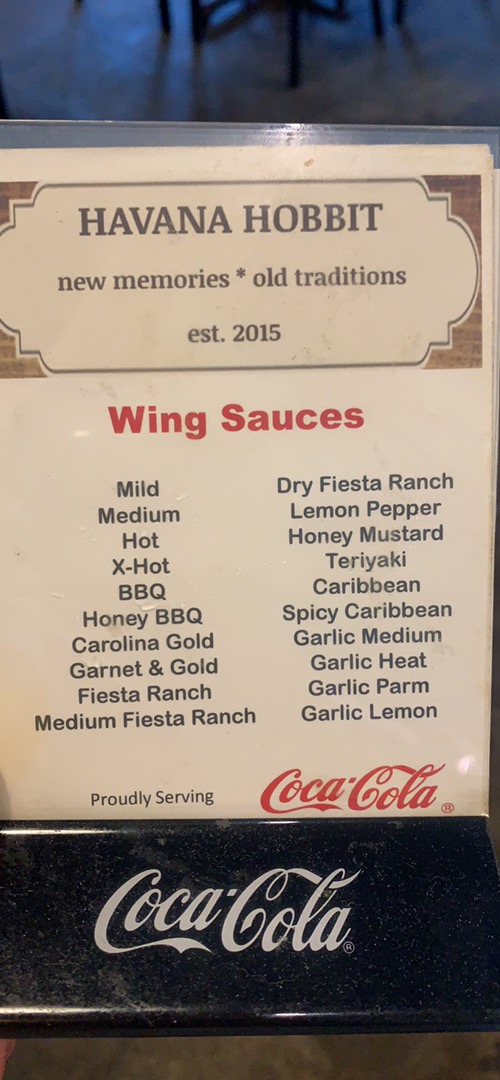 HAVANA HOBBIT
new memories * old traditions
est. 2015
Wing Sauces
Mild
Medium
Hot
X-Hot
BBQ
Honey BBQ
Carolina Gold
Garnet & Gold
Fiesta Ranch
Medium Fiesta Ranch
Dry Fiesta Ranch
Lemon Pepper
Honey Mustard
Teriyaki
Caribbean
Spicy Caribbean
Garlic Medium
Garlic Heat
Garlic Parm
Garlic Lemon
Proudly Serving Coca-Cola®
Coca-Cola®